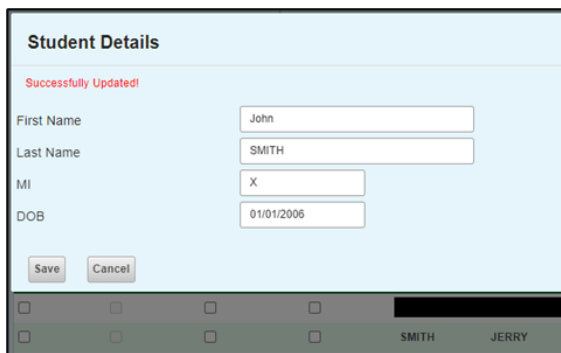 Student Details
Successfully Updated!
First Name John
Last Name SMITH
MI X
DOB 01/01/2006
Save Cancel
SMITH JERRY